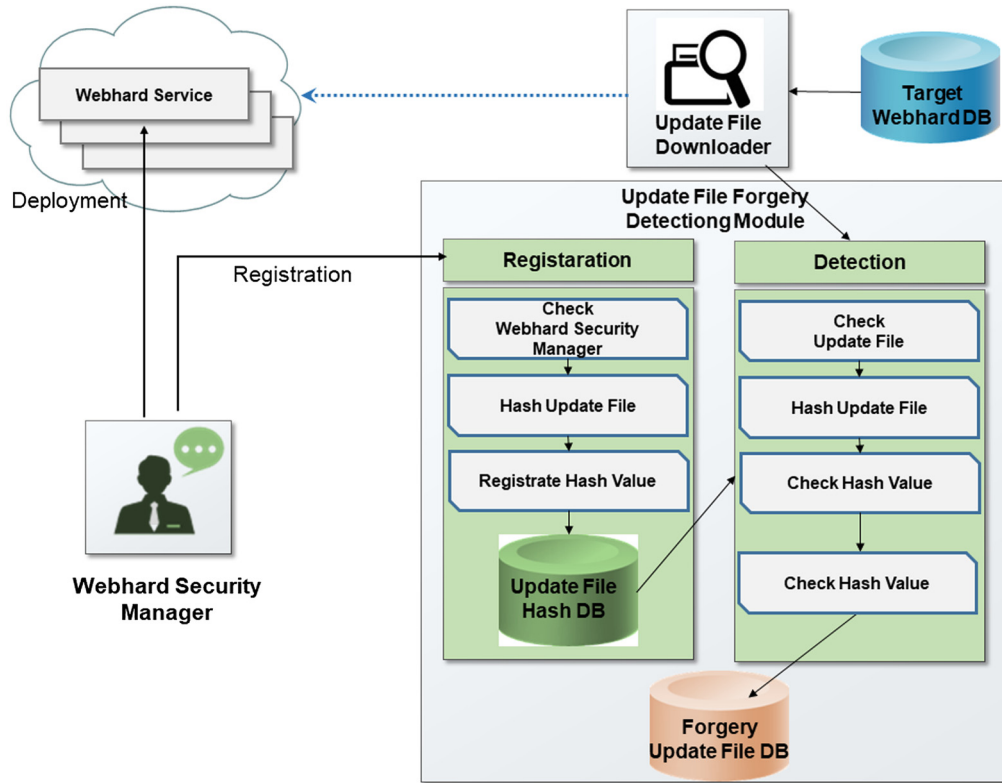 Webhard Service
Deployment
Update File
Downloader
Target
Webhard DB
Update File Forgery
Detectiong Module
Registration
Registaration
Check
Webhard Security
Manager
Hash Update File
Registrate Hash Value
Update File
Hash DB
Detection
Check
Update File
Hash Update File
Check Hash Value
Check Hash Value
Forgery
Update File DB
Webhard Security
Manager